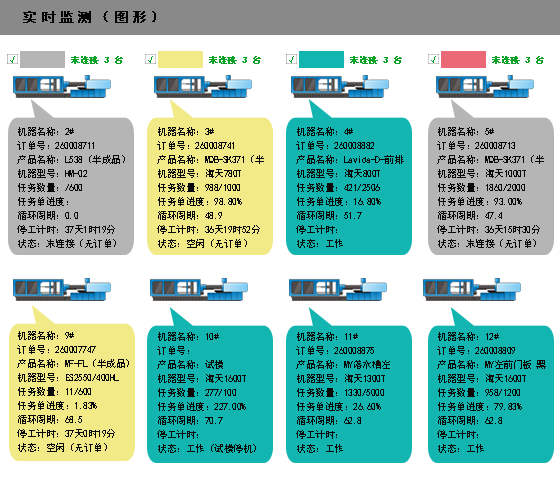 实时监测（图形）
√ 未连接 3 台 √ 未连接 3 台 √ 未连接 3 台 √ 未连接 3 台
机器名称: 2#
订单号: 260008711
产品名称: L538（半成品）
机器型号: HM-02
任务数量: /600
任务单进度:
循环周期: 0.0
停工计时: 37天1时19分
状态: 未连接（无订单）
机器名称: 3#
订单号: 260008741
产品名称: MDB-SK371（半
机器型号: 海天780T
任务数量: 988/1000
任务单进度: 98.80%
循环周期: 48.9
停工计时: 36天19时52分
状态: 空闲（无订单）
机器名称: 4#
订单号: 260008882
产品名称: Lavida-D-前排
机器型号: 海天800T
任务数量: 421/2506
任务单进度: 16.80%
循环周期: 51.7
停工计时:
状态: 工作
机器名称: 5#
订单号: 260008713
产品名称: MDB-SK371（半
机器型号: 海天1000T
任务数量: 1860/2000
任务单进度: 93.00%
循环周期: 47.4
停工计时: 36天15时30分
状态: 未连接（无订单）
机器名称: 9#
订单号: 260007747
产品名称: MF-FL（半成品）
机器型号: ES2550/400HL
任务数量: 11/600
任务单进度: 1.83%
循环周期: 68.5
停工计时: 37天0时19分
状态: 空闲（无订单）
机器名称: 10#
订单号:
产品名称: 试模
机器型号: 海天1600T
任务数量: 277/100
任务单进度: 227.00%
循环周期: 70.7
停工计时:
状态: 工作（试模停机）
机器名称: 11#
订单号: 260008875
产品名称: MY落水槽左
机器型号: 海天1300T
任务数量: 1330/5000
任务单进度: 26.60%
循环周期: 62.8
停工计时:
状态: 工作
机器名称: 12#
订单号: 260008809
产品名称: MY左前门板 黑
机器型号: 海天1600T
任务数量: 958/1200
任务单进度: 79.83%
循环周期: 62.8
停工计时:
状态: 工作